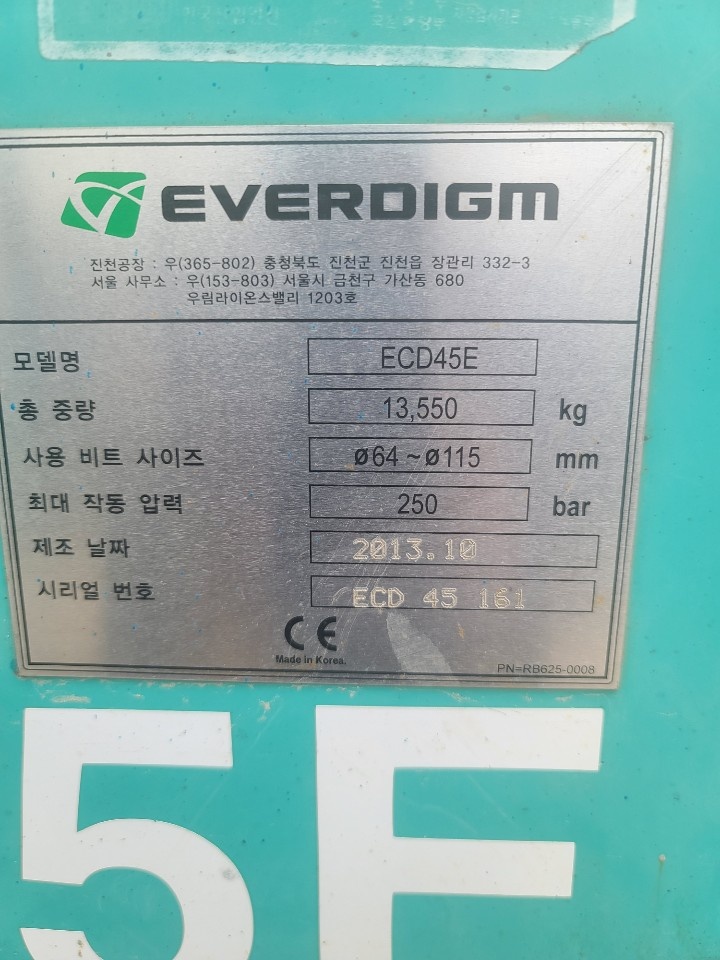 EVERDIGM
진천공장 : 우(365-802) 충청북도 진천군 진천읍 장관리 332-3
서울 사무소 : 우(153-803) 서울시 금천구 가산동 680
우림라이온스밸리 1203호
모델명 ECD45E
총 중량 13,550 kg
사용 비트 사이즈 ø64~ø115 mm
최대 작동 압력 250 bar
제조 날짜 2013.10
시리얼 번호 ECD 45 161
CE
Made in Korea.
PN=RB625-0008
5E